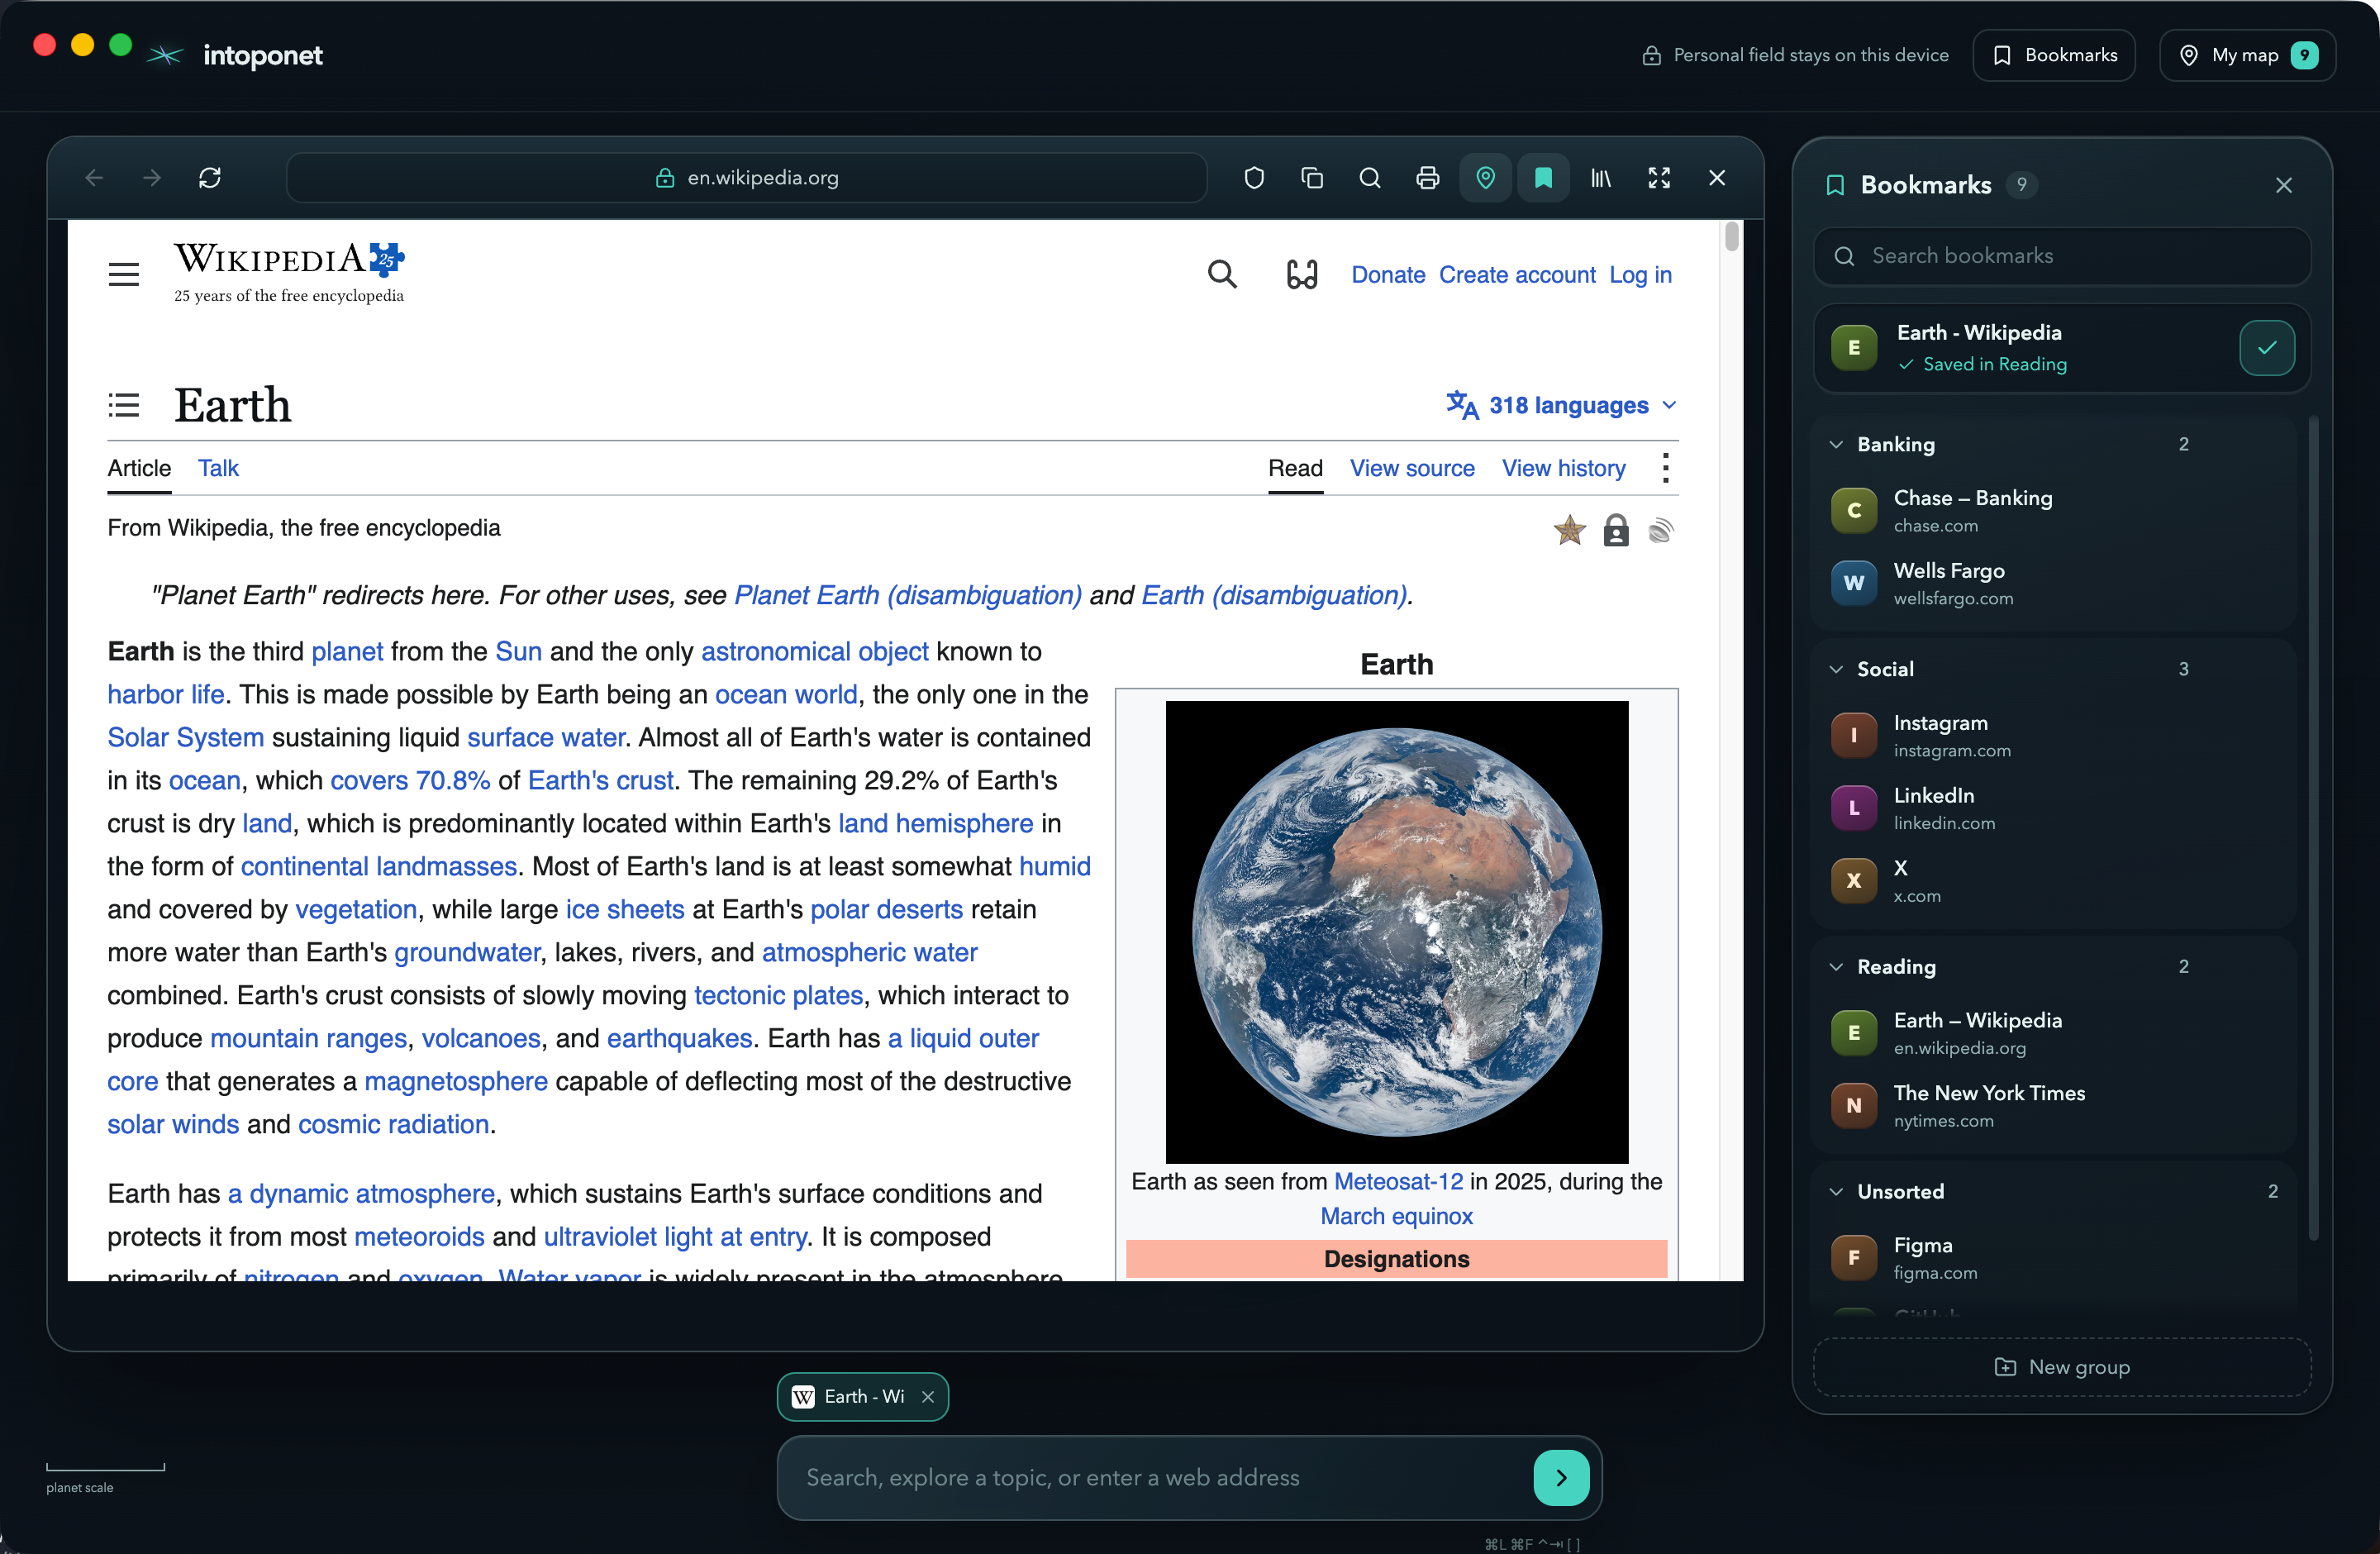 intoponet
Personal field stays on this device
Bookmarks
My map 9
en.wikipedia.org
WIKIPEDIA 25
25 years of the free encyclopedia
Donate Create account Log in
Earth
318 languages
Article Talk
Read View source View history
From Wikipedia, the free encyclopedia
"Planet Earth" redirects here. For other uses, see Planet Earth (disambiguation) and Earth (disambiguation).
Earth is the third planet from the Sun and the only astronomical object known to
harbor life. This is made possible by Earth being an ocean world, the only one in the
Solar System sustaining liquid surface water. Almost all of Earth's water is contained
in its ocean, which covers 70.8% of Earth's crust. The remaining 29.2% of Earth's
crust is dry land, which is predominantly located within Earth's land hemisphere in
the form of continental landmasses. Most of Earth's land is at least somewhat humid
and covered by vegetation, while large ice sheets at Earth's polar deserts retain
more water than Earth's groundwater, lakes, rivers, and atmospheric water
combined. Earth's crust consists of slowly moving tectonic plates, which interact to
produce mountain ranges, volcanoes, and earthquakes. Earth has a liquid outer
core that generates a magnetosphere capable of deflecting most of the destructive
solar winds and cosmic radiation.
Earth has a dynamic atmosphere, which sustains Earth's surface conditions and
protects it from most meteoroids and ultraviolet light at entry. It is composed
primarily of nitrogen and oxygen. Water vapor is widely present in the atmosphere
Earth
Earth as seen from Meteosat-12 in 2025, during the
March equinox
Designations
Bookmarks 9
Search bookmarks
E
Earth - Wikipedia
Saved in Reading
Banking 2
C
Chase – Banking
chase.com
W
Wells Fargo
wellsfargo.com
Social 3
I
Instagram
instagram.com
L
LinkedIn
linkedin.com
X
X
x.com
Reading 2
E
Earth – Wikipedia
en.wikipedia.org
N
The New York Times
nytimes.com
Unsorted 2
F
Figma
figma.com
GitHub
New group
W Earth - Wi
Search, explore a topic, or enter a web address
planet scale
⌘L ⌘F ^⇥ [ ]